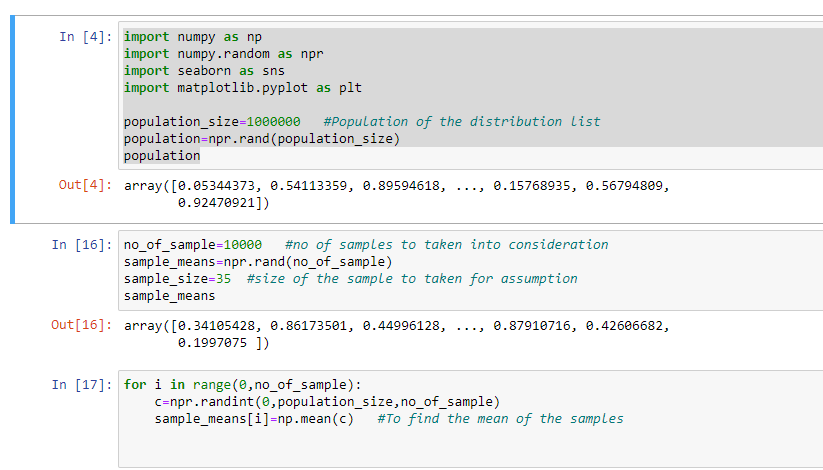 In [4]: import numpy as np
import numpy.random as npr
import seaborn as sns
import matplotlib.pyplot as plt
population_size=1000000   #Population of the distribution list
population=npr.rand(population_size)
population
Out[4]: array([0.05344373, 0.54113359, 0.89594618, ..., 0.15768935, 0.56794809,
       0.92470921])
In [16]: no_of_sample=10000   #no of samples to taken into consideration
sample_means=npr.rand(no_of_sample)
sample_size=35  #size of the sample to taken for assumption
sample_means
Out[16]: array([0.34105428, 0.86173501, 0.44996128, ..., 0.87910716, 0.42606682,
       0.1997075 ])
In [17]: for i in range(0,no_of_sample):
    c=npr.randint(0,population_size,no_of_sample)
    sample_means[i]=np.mean(c)   #To find the mean of the samples